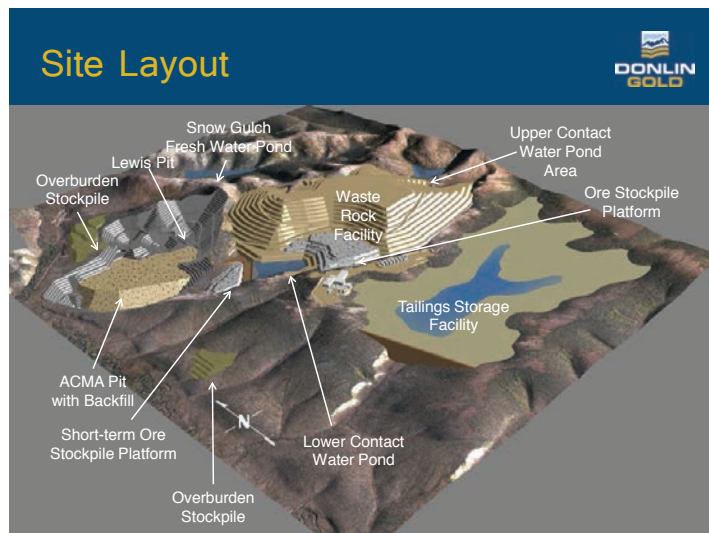 Site Layout
DONLIN
GOLD
Snow Gulch
Fresh Water Pond
Upper Contact
Water Pond
Area
Lewis Pit
Overburden
Stockpile
Waste
Rock
Facility
Ore Stockpile
Platform
Tailings Storage
Facility
ACMA Pit
with Backfill
Short-term Ore
Stockpile Platform
N
Lower Contact
Water Pond
Overburden
Stockpile